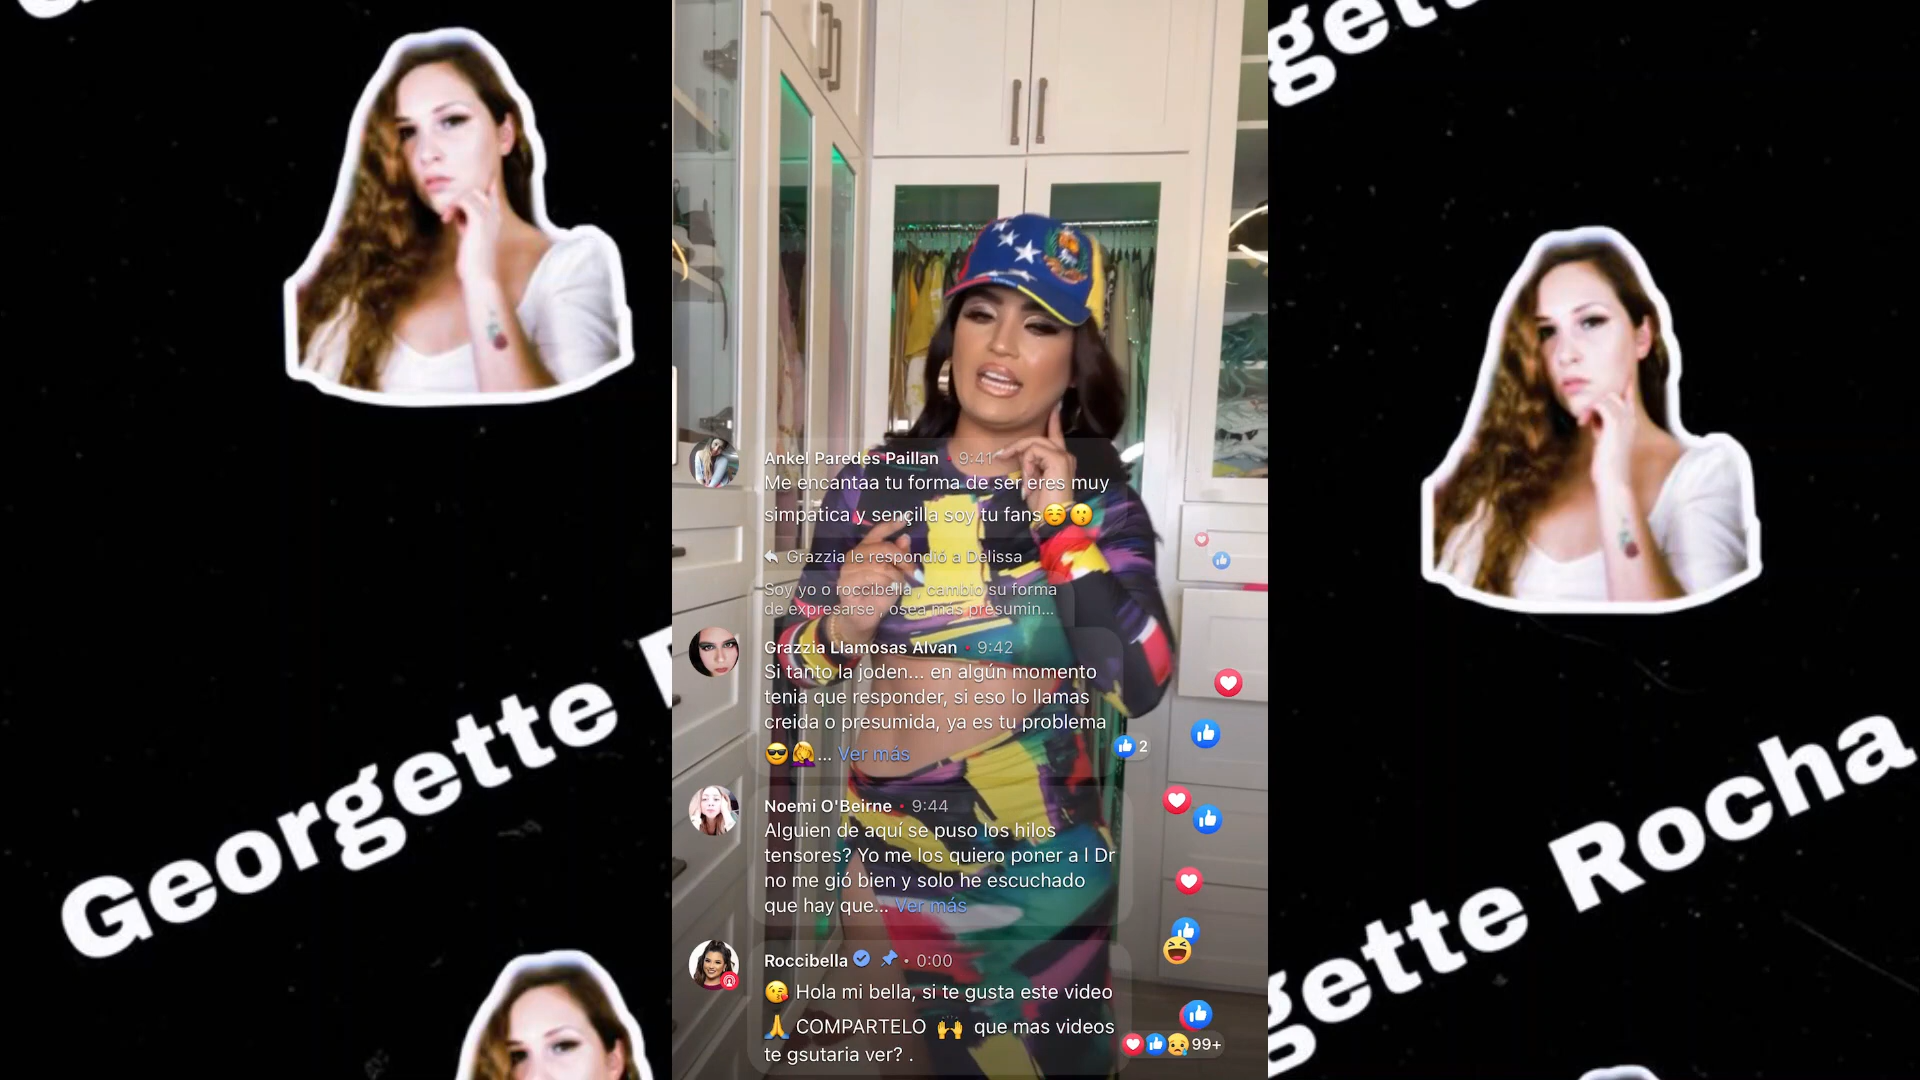 Georgette Rocha
Georgette
gette Rocha
gette
Ankel Paredes Paillan • 9:41
Me encantaa tu forma de ser eres muy
simpatica y sençilla soy tu fans☺️😗
Grazzia le respondió a Delissa
Soy yo o roccibella , cambio su forma
de expresarse , osea más presumin...
Grazzia Llamosas Alvan • 9:42
Si tanto la joden... en algún momento
tenia que responder, si eso lo llamas
creida o presumida, ya es tu problema
😎🤦‍♀️... Ver más
2
Noemi O'Beirne • 9:44
Alguien de aquí se puso los hilos
tensores? Yo me los quiero poner a l Dr
no me gió bien y solo he escuchado
que hay que... Ver más
Roccibella • 0:00
😘 Hola mi bella, si te gusta este video
🙏 COMPARTELO 🙌 que mas videos
te gsutaria ver? .
99+